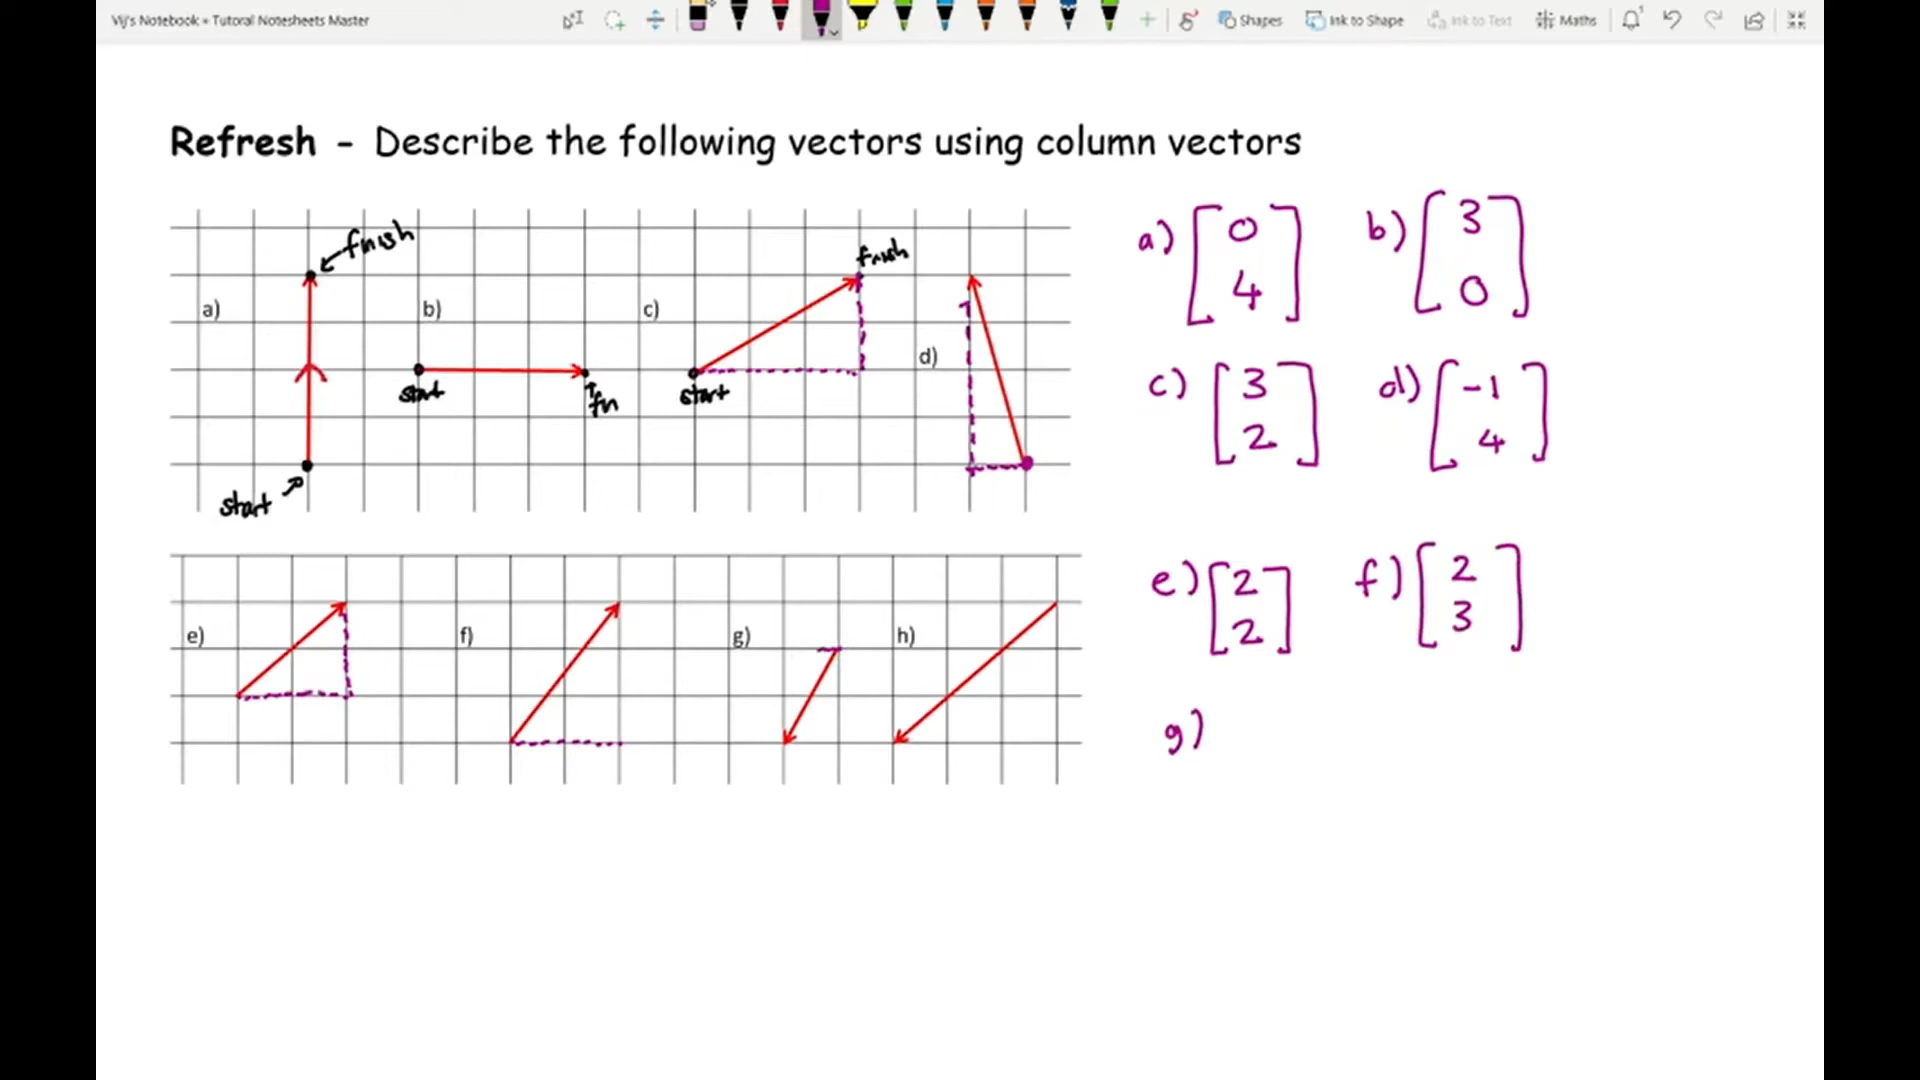 Vij's Notebook » Tutoral Notesheets Master
Shapes Ink to Shape Ink to Text Maths
Refresh - Describe the following vectors using column vectors
finish
finish
a) b) c)
d)
start
fin
start
start
e) f) g) h)
a) [0 4] b) [3 0]
c) [3 2] d) [-1 4]
e) [2 2] f) [2 3]
g)